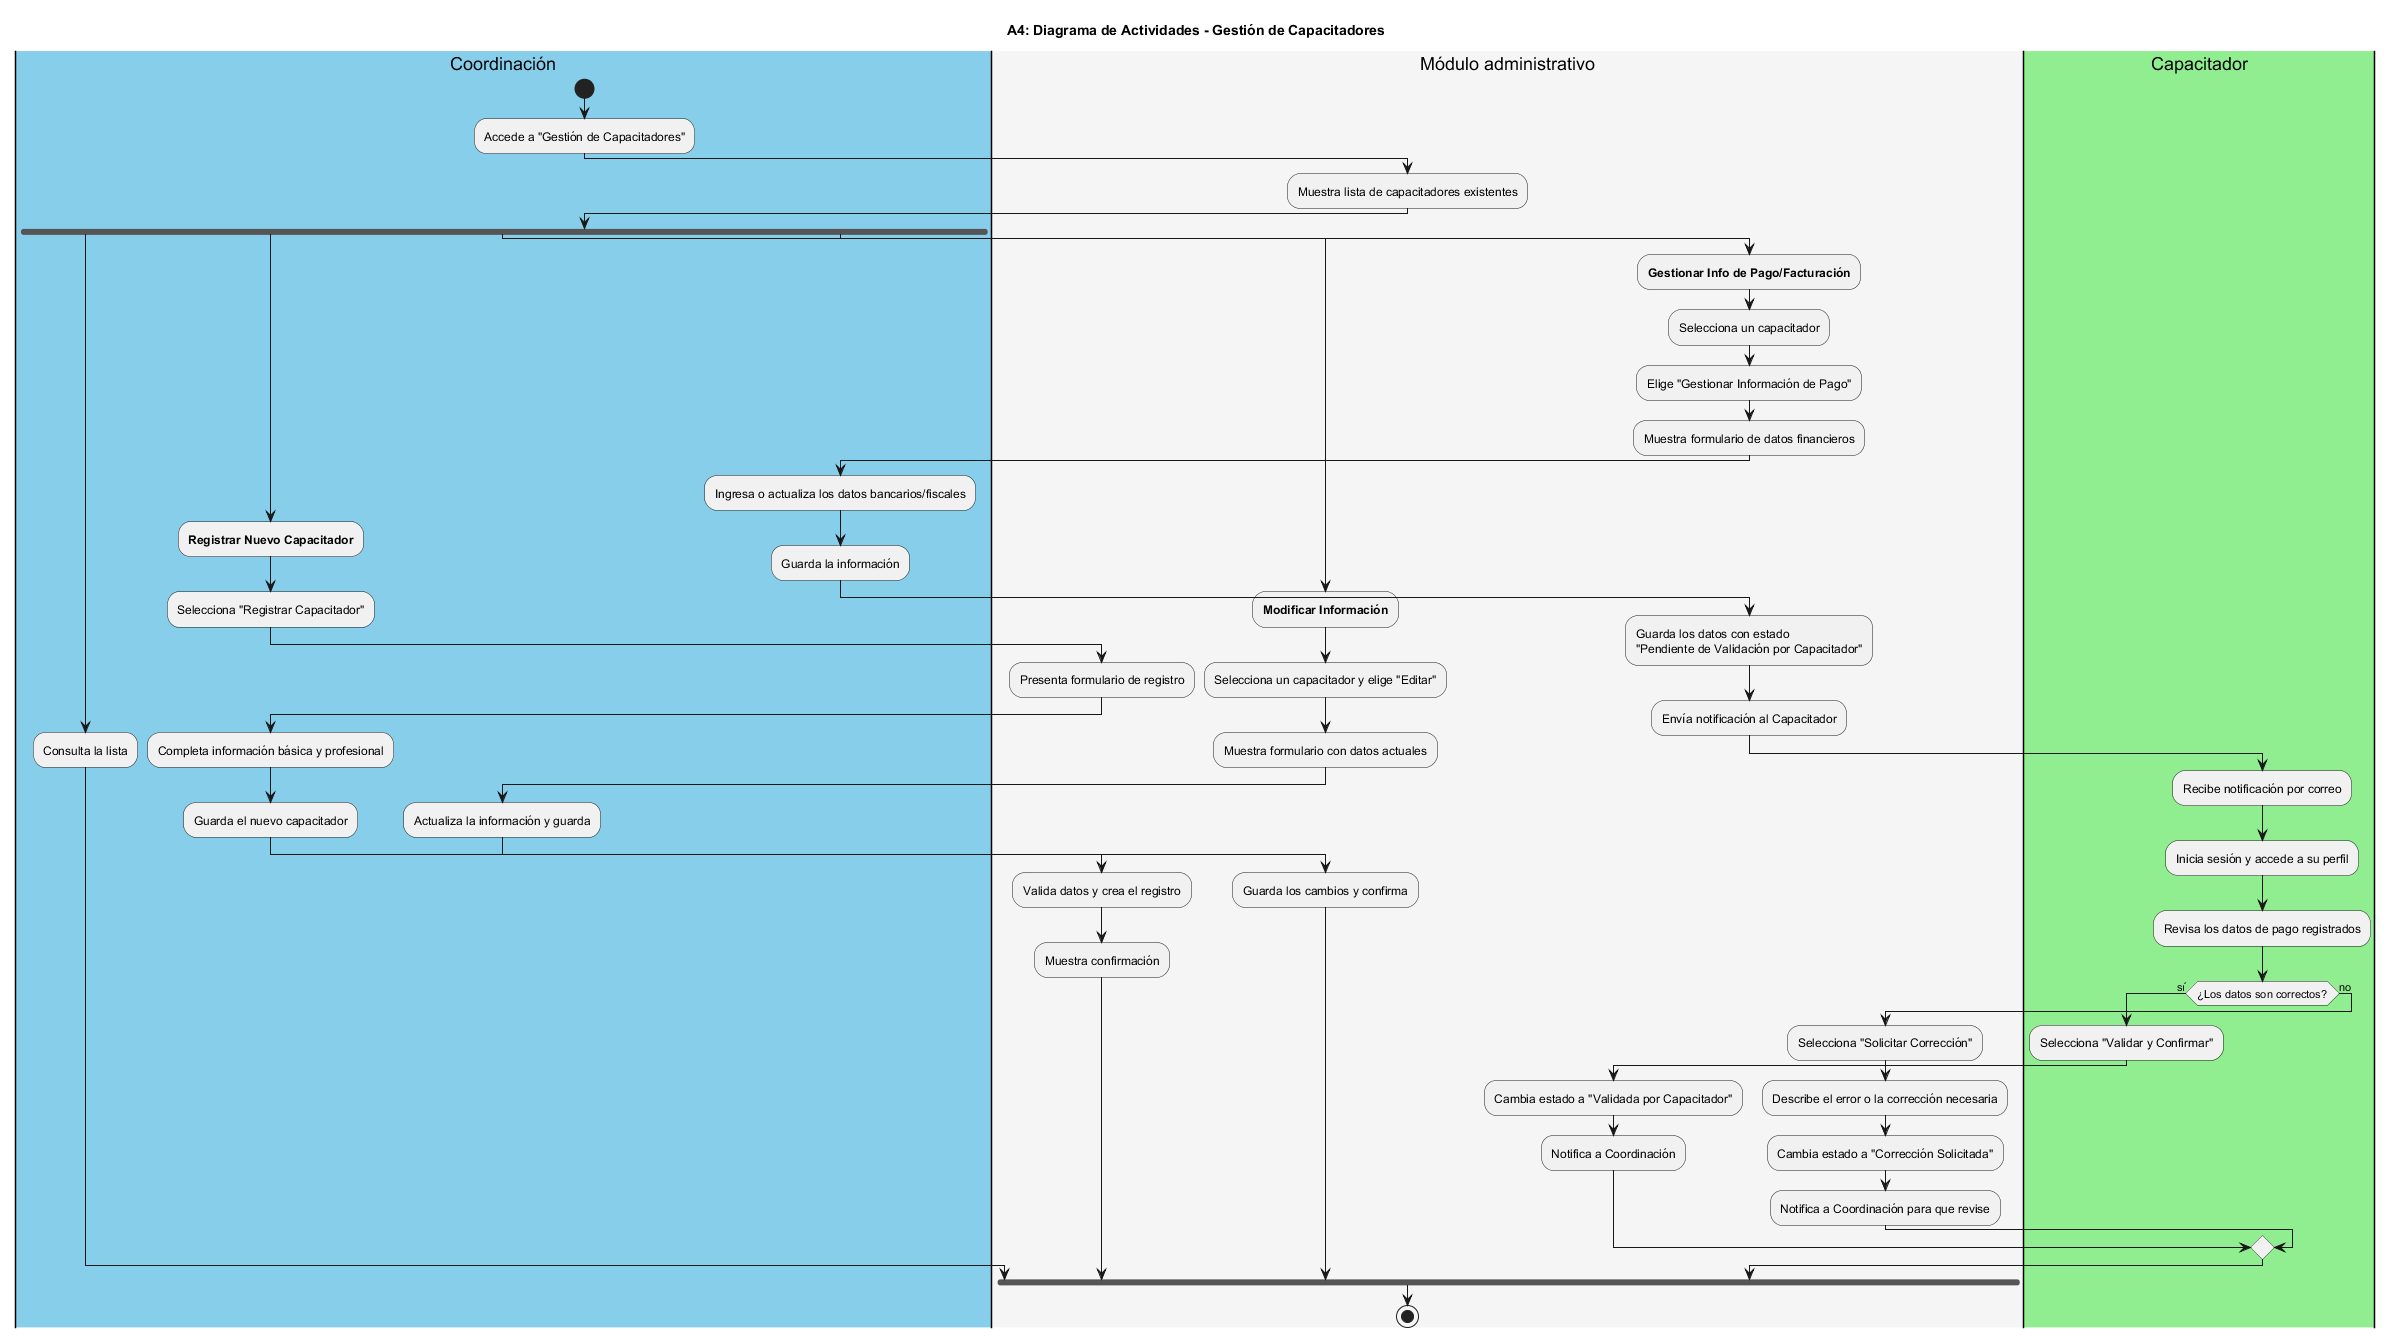 A4: Diagrama de Actividades - Gestión de Capacitadores
Coordinación
Módulo administrativo
Capacitador
Accede a "Gestión de Capacitadores"
Muestra lista de capacitadores existentes
Gestionar Info de Pago/Facturación
Selecciona un capacitador
Elige "Gestionar Información de Pago"
Muestra formulario de datos financieros
Ingresa o actualiza los datos bancarios/fiscales
Registrar Nuevo Capacitador
Guarda la información
Selecciona "Registrar Capacitador"
Modificar Información
Guarda los datos con estado
"Pendiente de Validación por Capacitador"
Presenta formulario de registro
Selecciona un capacitador y elige "Editar"
Envía notificación al Capacitador
Consulta la lista
Completa información básica y profesional
Muestra formulario con datos actuales
Recibe notificación por correo
Guarda el nuevo capacitador
Actualiza la información y guarda
Inicia sesión y accede a su perfil
Valida datos y crea el registro
Guarda los cambios y confirma
Revisa los datos de pago registrados
Muestra confirmación
sí
¿Los datos son correctos?
no
Selecciona "Solicitar Corrección"
Selecciona "Validar y Confirmar"
Cambia estado a "Validada por Capacitador"
Describe el error o la corrección necesaria
Notifica a Coordinación
Cambia estado a "Corrección Solicitada"
Notifica a Coordinación para que revise